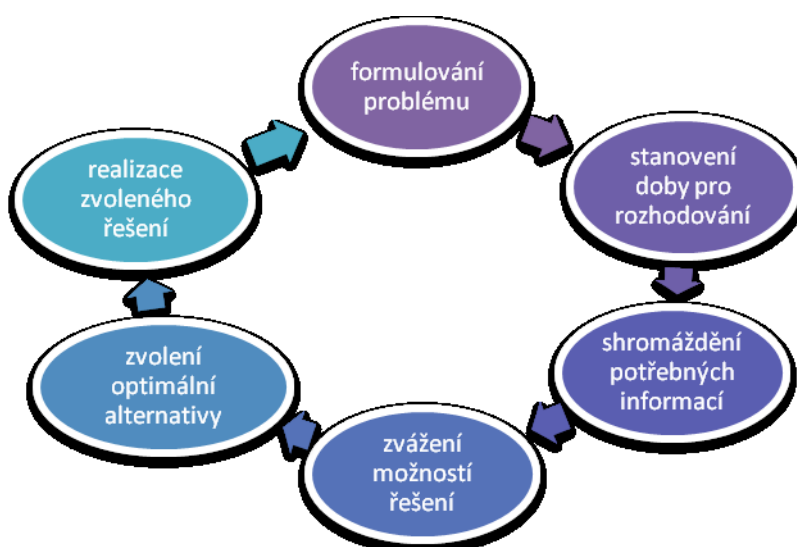 formulování
problému
stanovení
doby pro
rozhodování
shromáždění
potřebných
informací
zvážení
možností
řešení
zvolení
optimální
alternativy
realizace
zvoleného
řešení